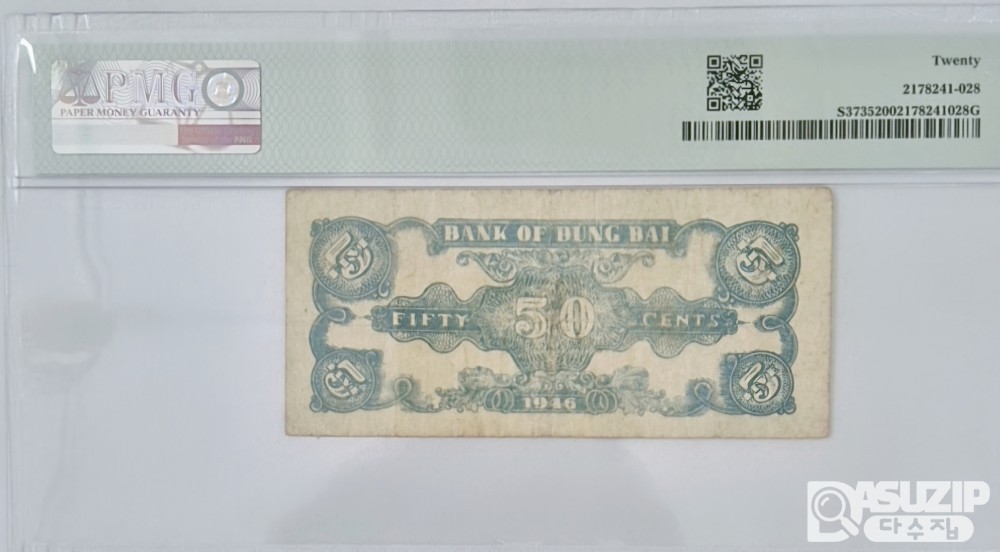 PMG
PAPER MONEY GUARANTY
Twenty
2178241-028
S37352002178241028G
BANK OF DUNG BAI
FIFTY 50 CENTS
1946
ASUZIP
다수집